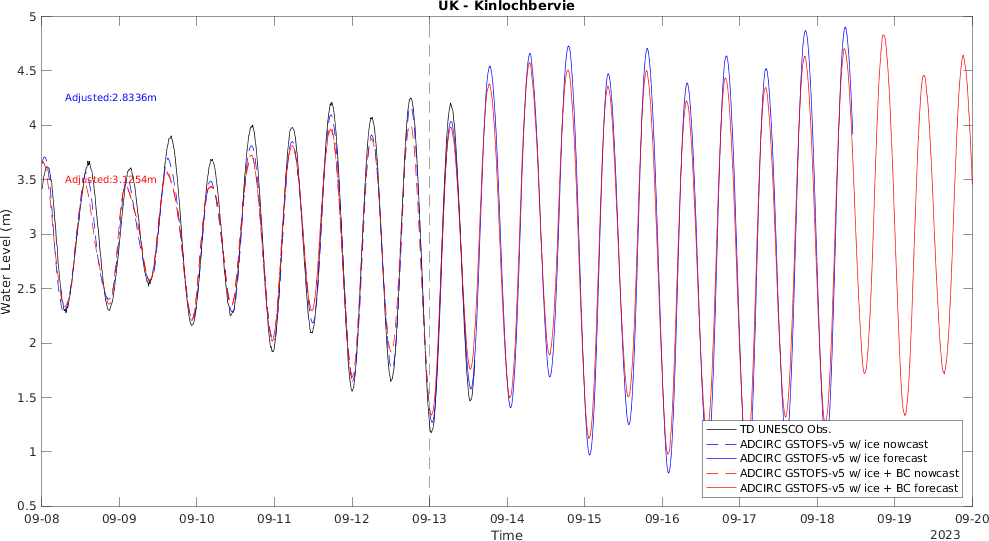 UK - Kinlochbervie
5
4.5
4
3.5
3
2.5
2
1.5
1
0.5
Water Level (m)
Adjusted:2.8336m
Adjusted:3.1254m
TD UNESCO Obs.
ADCIRC GSTOFS-v5 w/ ice nowcast
ADCIRC GSTOFS-v5 w/ ice forecast
ADCIRC GSTOFS-v5 w/ ice + BC nowcast
ADCIRC GSTOFS-v5 w/ ice + BC forecast
09-08 09-09 09-10 09-11 09-12 09-13 09-14 09-15 09-16 09-17 09-18 09-19 09-20
Time
2023